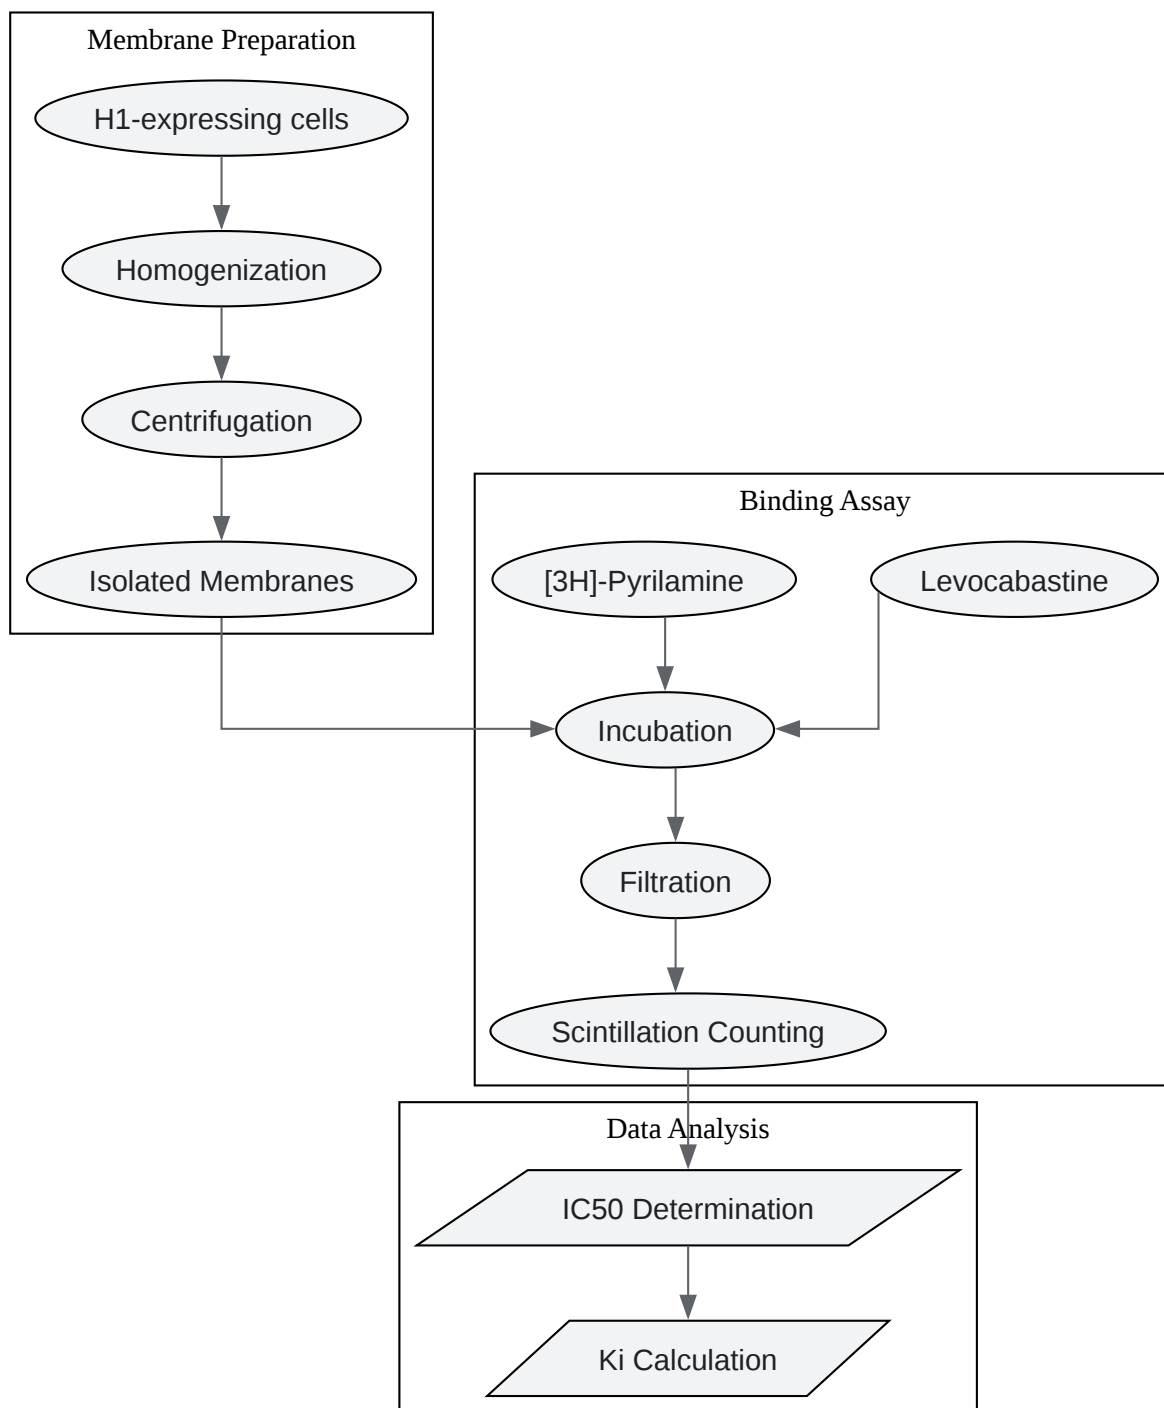 Membrane Preparation
H1-expressing cells
Homogenization
Centrifugation
Isolated Membranes
Binding Assay
[3H]-Pyrilamine
Levocabastine
Incubation
Filtration
Scintillation Counting
Data Analysis
IC50 Determination
Ki Calculation